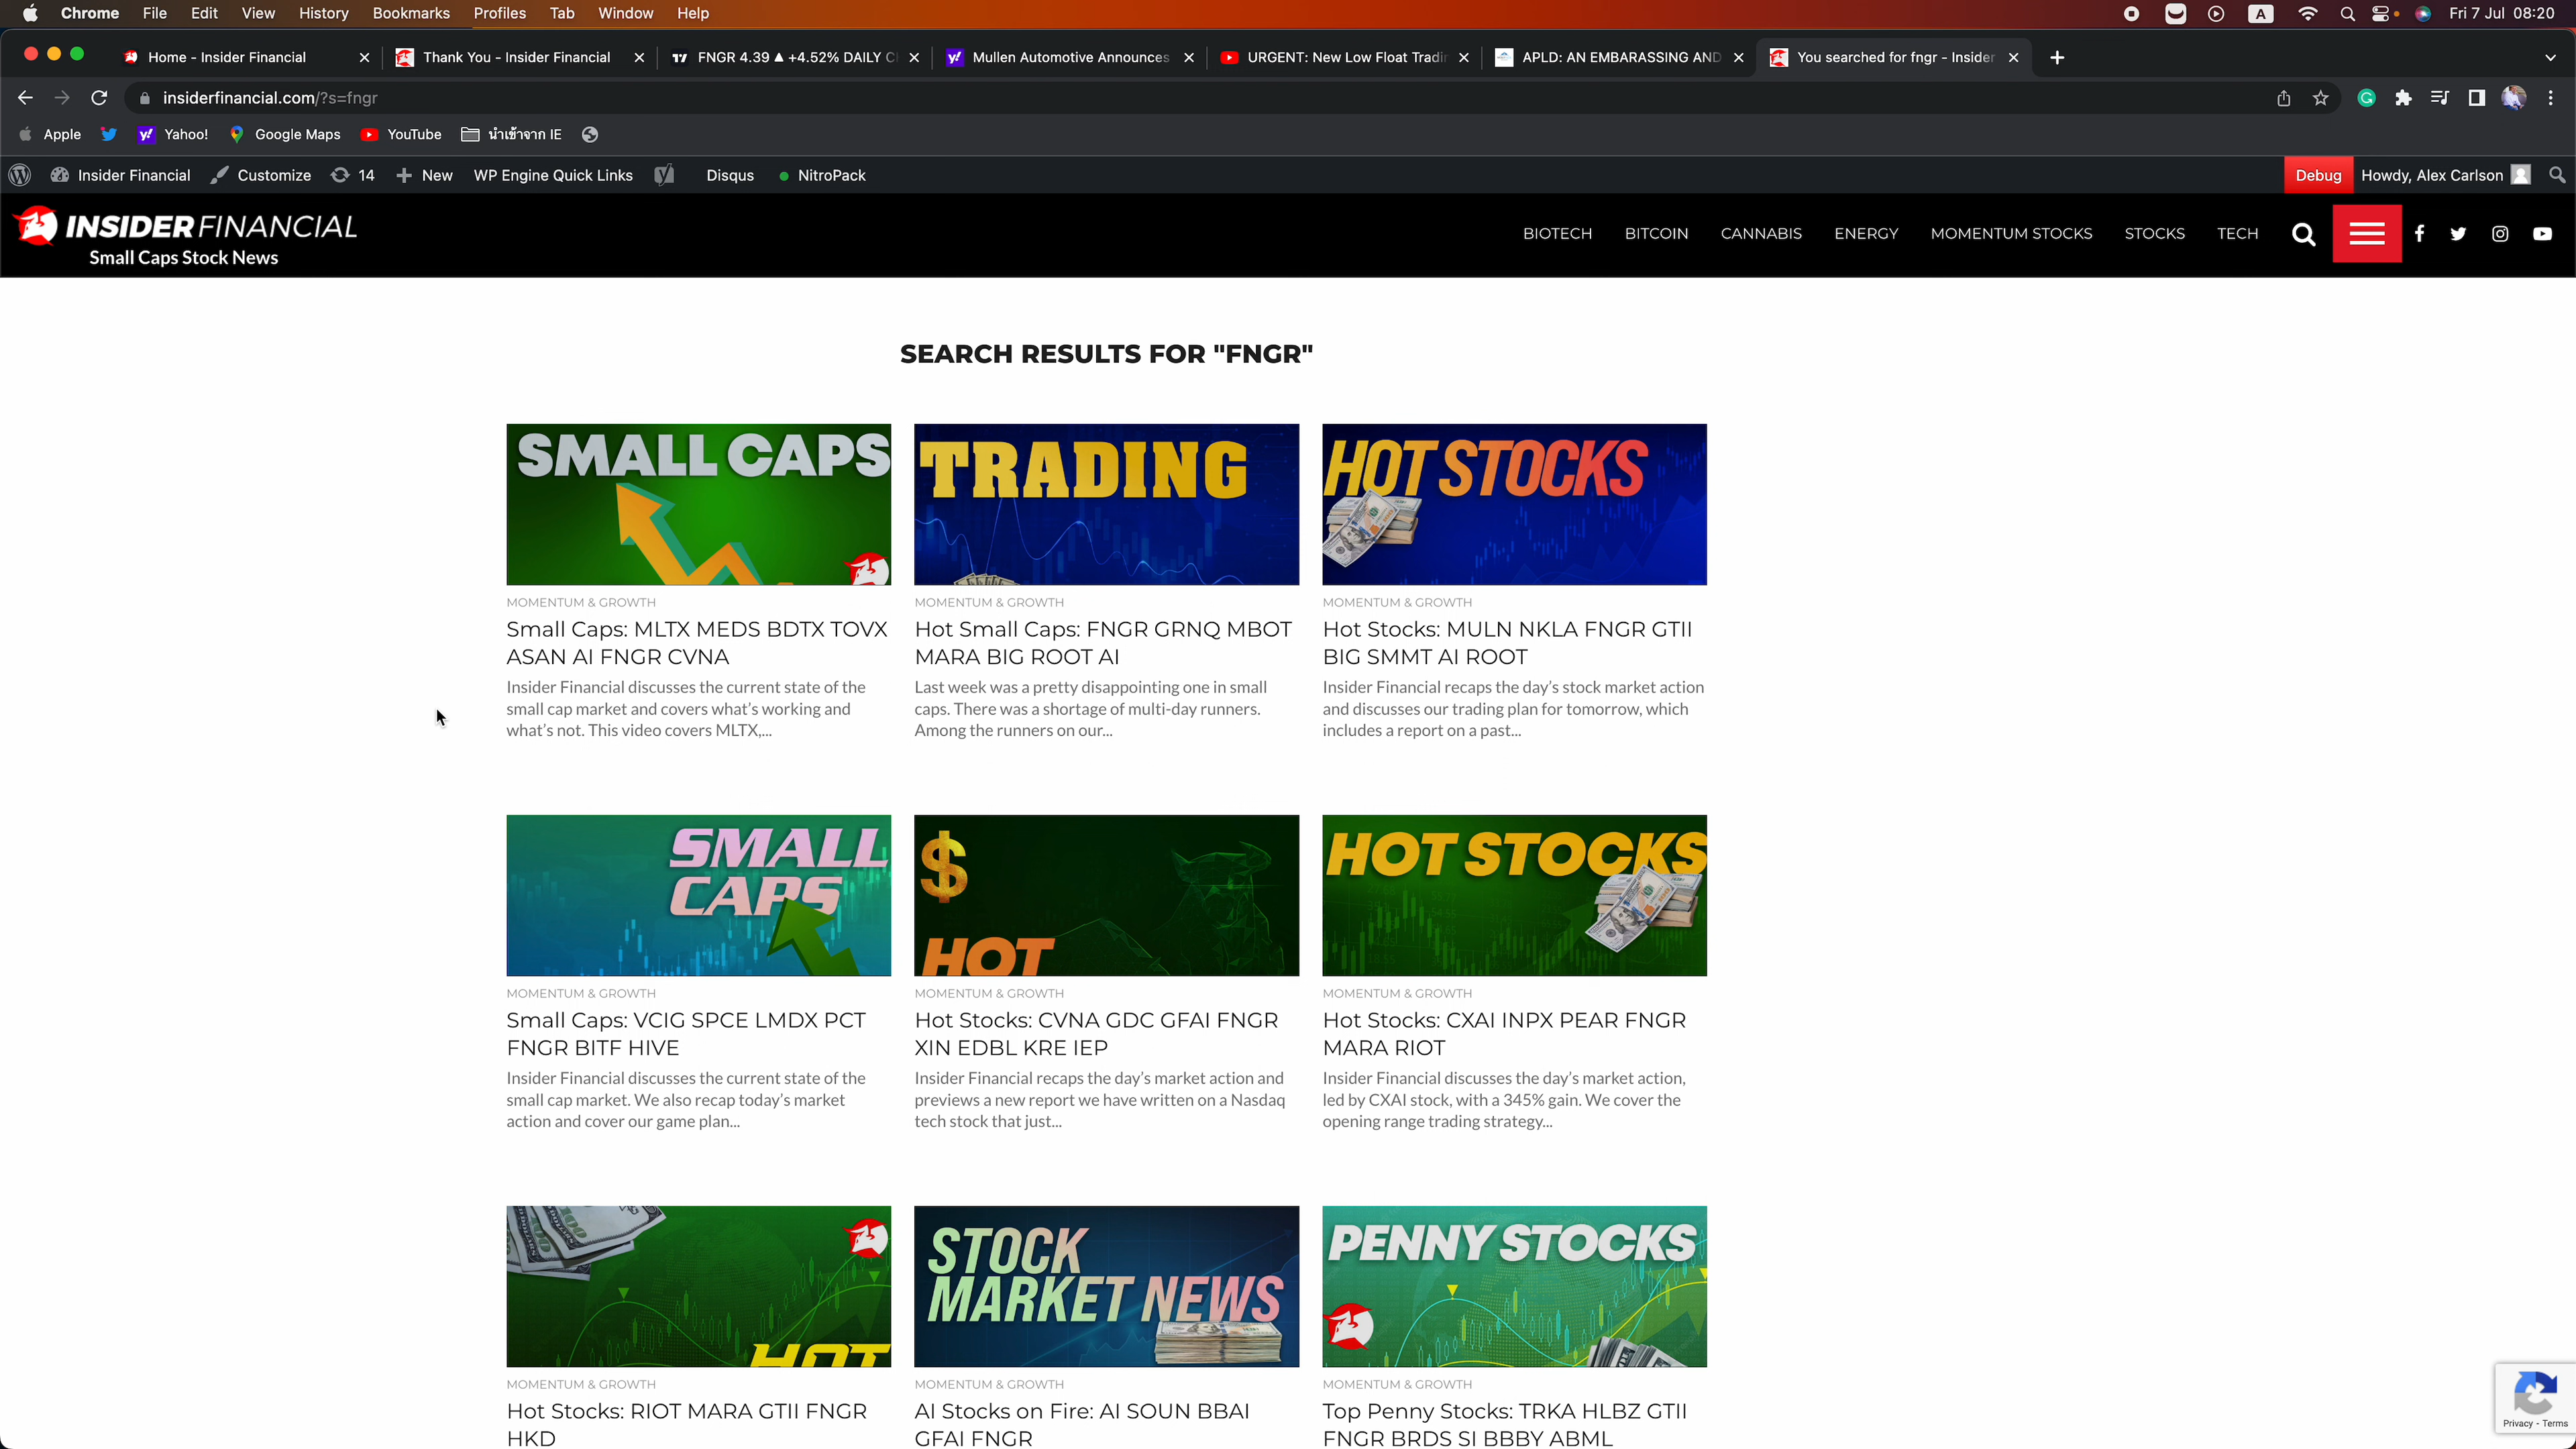 Chrome File Edit View History Bookmarks Profiles Tab Window Help
A Fri 7 Jul 08:20
Home - Insider Financial
Thank You - Insider Financial
FNGR 4.39 ▲ +4.52% DAILY C
Mullen Automotive Announces
URGENT: New Low Float Tradin
APLD: AN EMBARASSING AND
You searched for fngr - Insider
insiderfinancial.com/?s=fngr
Apple Yahoo! Google Maps YouTube นำเข้าจาก IE
Insider Financial Customize 14 New WP Engine Quick Links Disqus NitroPack
Debug Howdy, Alex Carlson
INSIDER FINANCIAL
Small Caps Stock News
BIOTECH BITCOIN CANNABIS ENERGY MOMENTUM STOCKS STOCKS TECH
SEARCH RESULTS FOR "FNGR"
SMALL CAPS
MOMENTUM & GROWTH
Small Caps: MLTX MEDS BDTX TOVX
ASAN AI FNGR CVNA
Insider Financial discusses the current state of the
small cap market and covers what's working and
what's not. This video covers MLTX,...
TRADING
MOMENTUM & GROWTH
Hot Small Caps: FNGR GRNQ MBOT
MARA BIG ROOT AI
Last week was a pretty disappointing one in small
caps. There was a shortage of multi-day runners.
Among the runners on our...
HOT STOCKS
MOMENTUM & GROWTH
Hot Stocks: MULN NKLA FNGR GTII
BIG SMMT AI ROOT
Insider Financial recaps the day's stock market action
and discusses our trading plan for tomorrow, which
includes a report on a past...
SMALL
CAPS
MOMENTUM & GROWTH
Small Caps: VCIG SPCE LMDX PCT
FNGR BITF HIVE
Insider Financial discusses the current state of the
small cap market. We also recap today's market
action and cover our game plan...
$
HOT
MOMENTUM & GROWTH
Hot Stocks: CVNA GDC GFAI FNGR
XIN EDBL KRE IEP
Insider Financial recaps the day's market action and
previews a new report we have written on a Nasdaq
tech stock that just...
HOT STOCKS
MOMENTUM & GROWTH
Hot Stocks: CXAI INPX PEAR FNGR
MARA RIOT
Insider Financial discusses the day's market action,
led by CXAI stock, with a 345% gain. We cover the
opening range trading strategy...
HOT
MOMENTUM & GROWTH
Hot Stocks: RIOT MARA GTII FNGR
HKD
STOCK
MARKET NEWS
MOMENTUM & GROWTH
AI Stocks on Fire: AI SOUN BBAI
GFAI FNGR
PENNY STOCKS
MOMENTUM & GROWTH
Top Penny Stocks: TRKA HLBZ GTII
FNGR BRDS SI BBBY ABML
Privacy - Terms